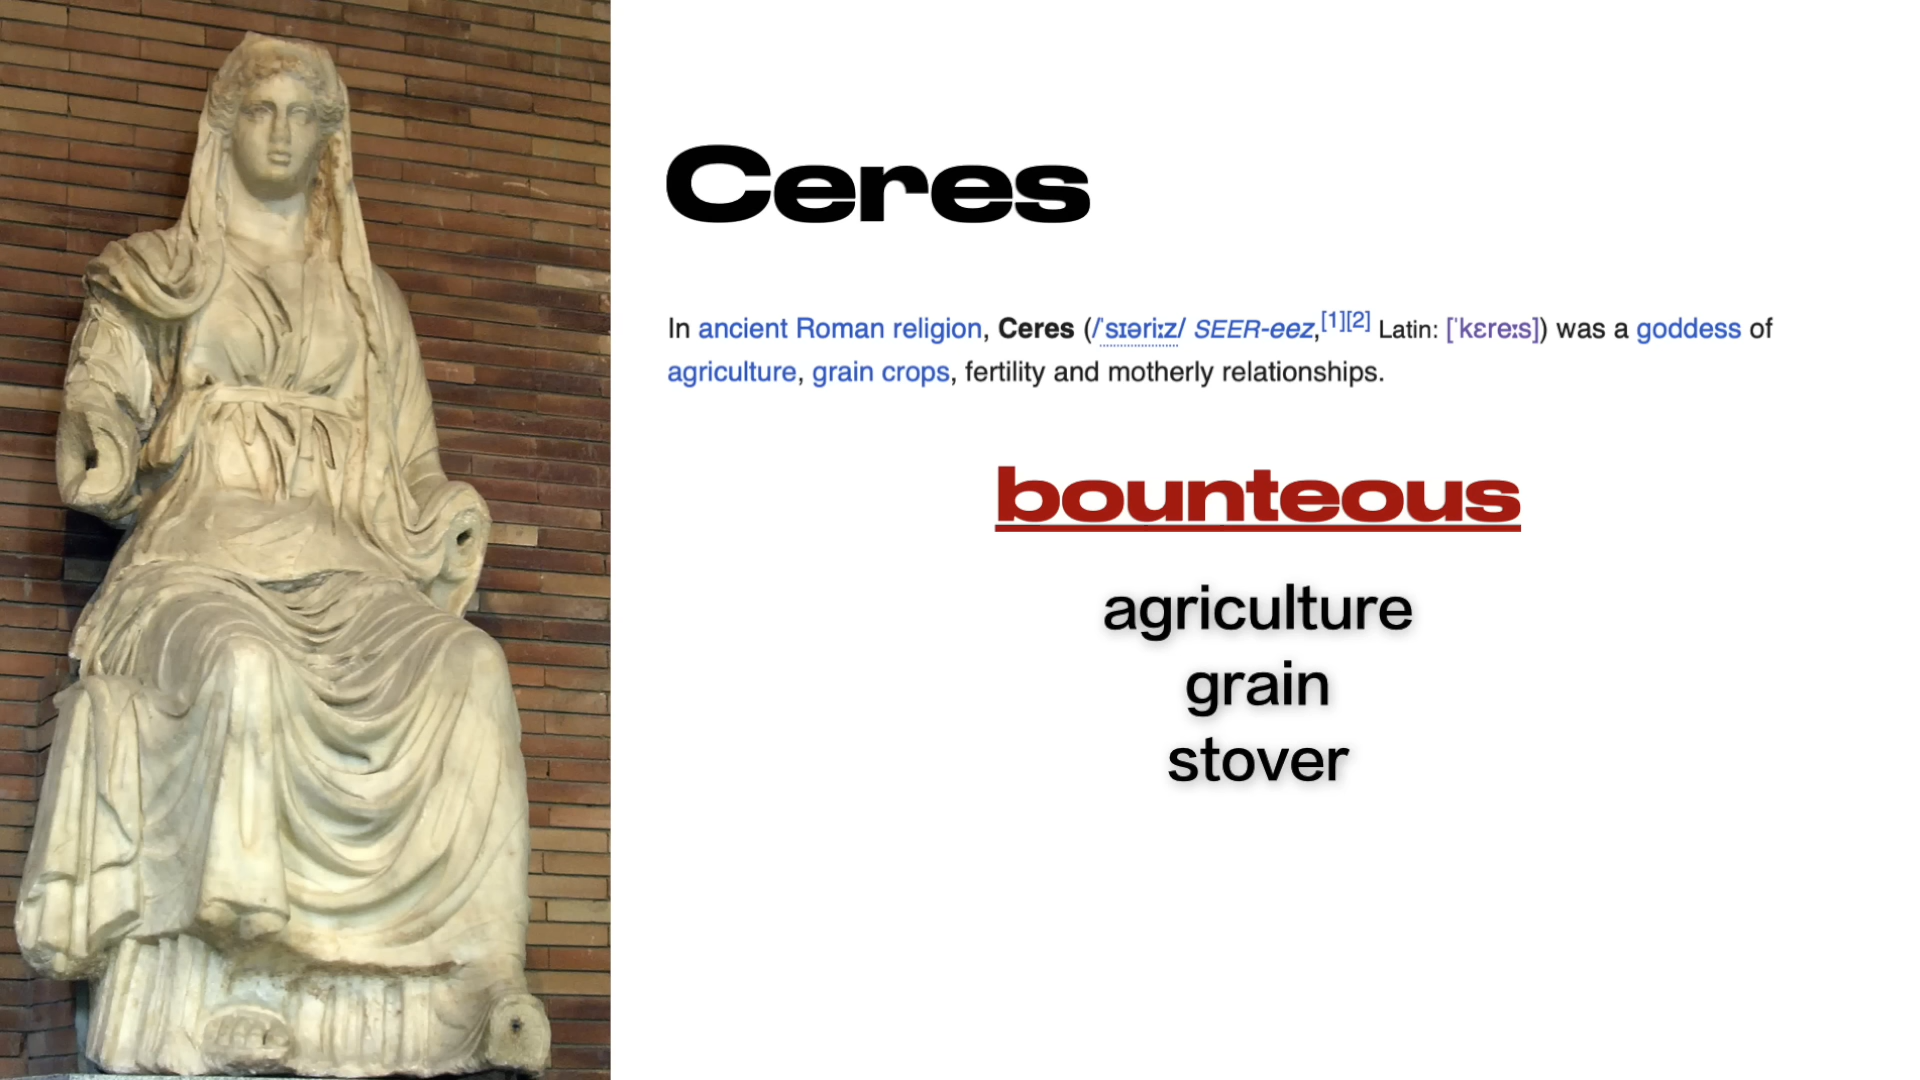 Ceres
In ancient Roman religion, Ceres (/ˈsɪəriːz/ SEER-eez,[1][2] Latin: [ˈkɛreːs]) was a goddess of
agriculture, grain crops, fertility and motherly relationships.
bounteous
agriculture
grain
stover